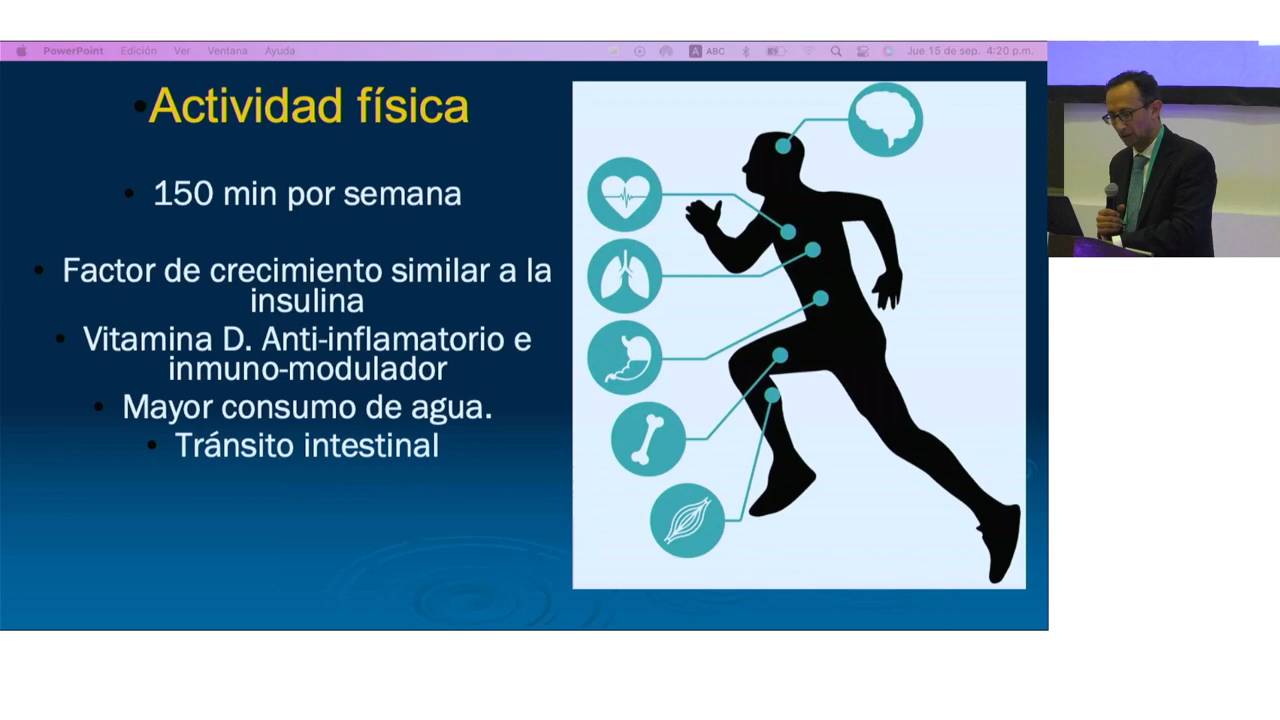 PowerPoint Edición Ver Ventana Ayuda A ABC Jue 15 de sep. 4:20 p.m.
•Actividad física
• 150 min por semana
• Factor de crecimiento similar a la
insulina
• Vitamina D. Anti-inflamatorio e
inmuno-modulador
• Mayor consumo de agua.
• Tránsito intestinal